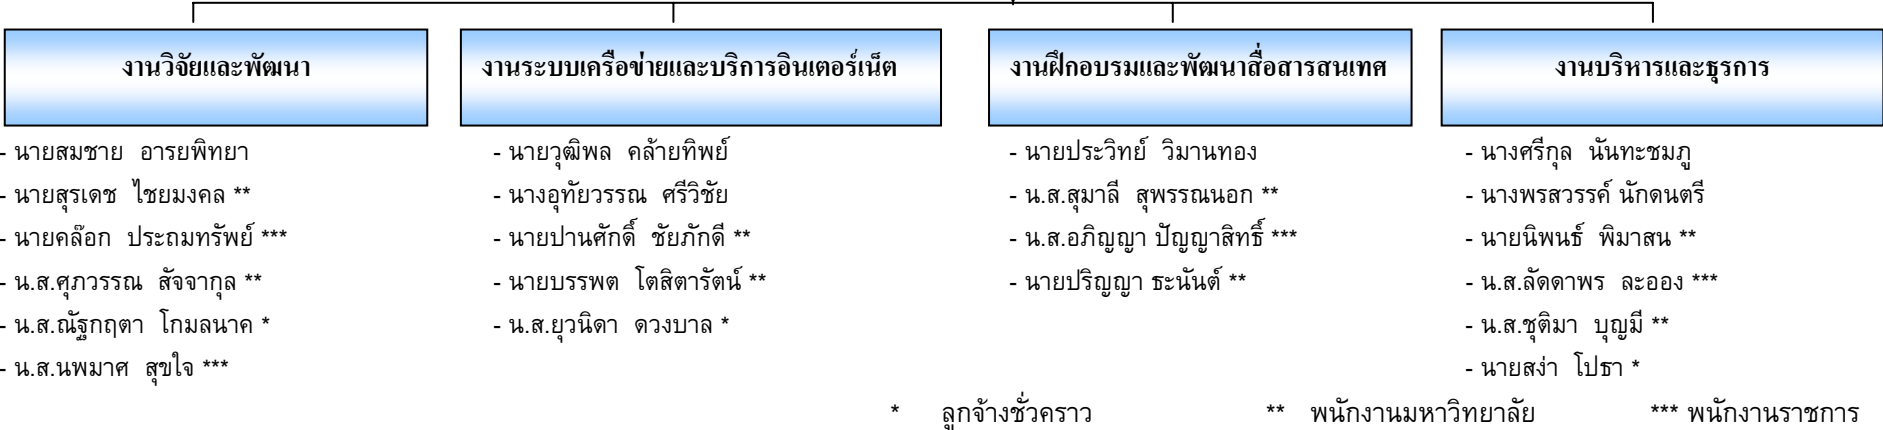 งานวิจัยและพัฒนา
- นายสมชาย อารยพิทยา
- นายสุรเดช ไชยมงคล **
- นายคล๊อก ประถมทรัพย์ ***
- น.ส.ศุภวรรณ สัจจากุล **
- น.ส.ณัฐกฤตา โกมลนาค *
- น.ส.นพมาศ สุขใจ ***
งานระบบเครือข่ายและบริการอินเตอร์เน็ต
- นายวุฒิพล คล้ายทิพย์
- นางอุทัยวรรณ ศรีวิชัย
- นายปานศักดิ์ ชัยภักดี **
- นายบรรพต โตสิตารัตน์ **
- น.ส.ยุวนิดา ดวงบาล *
งานฝึกอบรมและพัฒนาสื่อสารสนเทศ
- นายประวิทย์ วิมานทอง
- น.ส.สุมาลี สุพรรณนอก **
- น.ส.อภิญญา ปัญญาสิทธิ์ ***
- นายปริญญา ธะนันต์ **
งานบริหารและธุรการ
- นางศรีกุล นันทะชมภู
- นางพรสวรรค์ นักดนตรี
- นายนิพนธ์ พิมาสน **
- น.ส.ลัดดาพร ละออง ***
- น.ส.ชุติมา บุญมี **
- นายสง่า โปธา *
* ลูกจ้างชั่วคราว ** พนักงานมหาวิทาลัย *** พนักงานราชการ